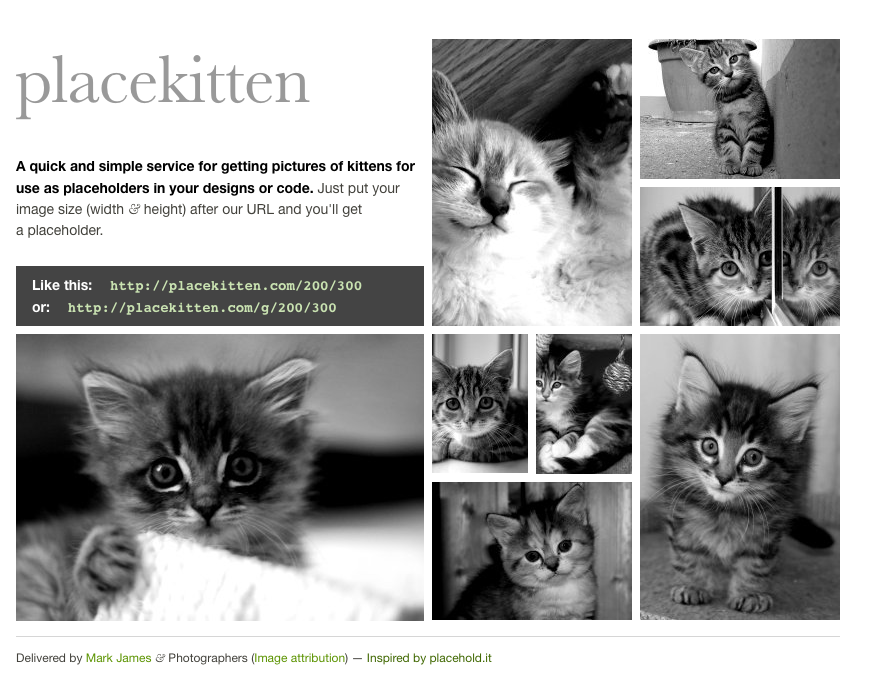 placekitten
A quick and simple service for getting pictures of kittens for
use as placeholders in your designs or code. Just put your
image size (width & height) after our URL and you'll get
a placeholder.
Like this: http://placekitten.com/200/300
or: http://placekitten.com/g/200/300
Delivered by Mark James & Photographers (Image attribution) — Inspired by placehold.it